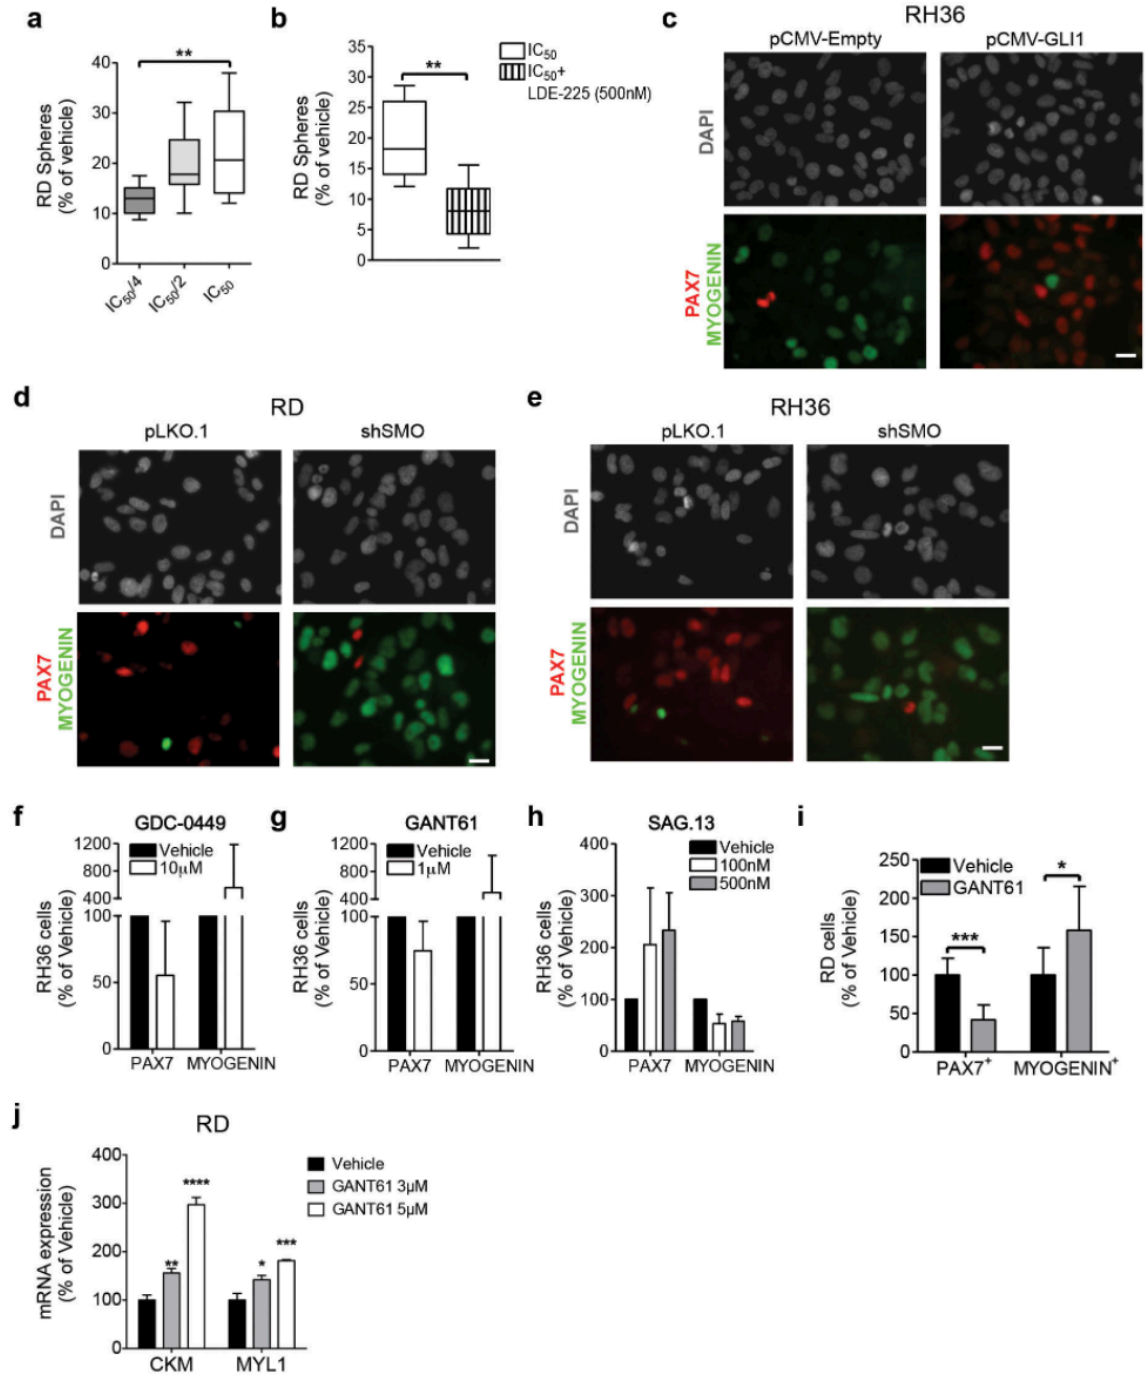 a
**
RD Spheres
(% of vehicle)
40
30
20
10
0
IC50/4
IC50/2
IC50
b
**
RD Spheres
(% of vehicle)
35
30
25
20
15
10
5
0
IC50
IC50+
LDE-225 (500nM)
c
RH36
pCMV-Empty
pCMV-GLI1
DAPI
PAX7
MYOGENIN
d
RD
pLKO.1
shSMO
DAPI
PAX7
MYOGENIN
e
RH36
pLKO.1
shSMO
DAPI
PAX7
MYOGENIN
f
GDC-0449
Vehicle
10µM
RH36 cells
(% of Vehicle)
1200
800
400
100
50
0
PAX7
MYOGENIN
g
GANT61
Vehicle
1µM
RH36 cells
(% of Vehicle)
1200
800
400
100
50
0
PAX7
MYOGENIN
h
SAG.13
Vehicle
100nM
500nM
RH36 cells
(% of Vehicle)
400
300
200
100
0
PAX7
MYOGENIN
i
Vehicle
GANT61
*
***
RD cells
(% of Vehicle)
250
200
150
100
50
0
PAX7+
MYOGENIN+
j
RD
Vehicle
GANT61 3µM
GANT61 5µM
mRNA expression
(% of Vehicle)
400
300
200
100
0
**
****
*
***
CKM
MYL1